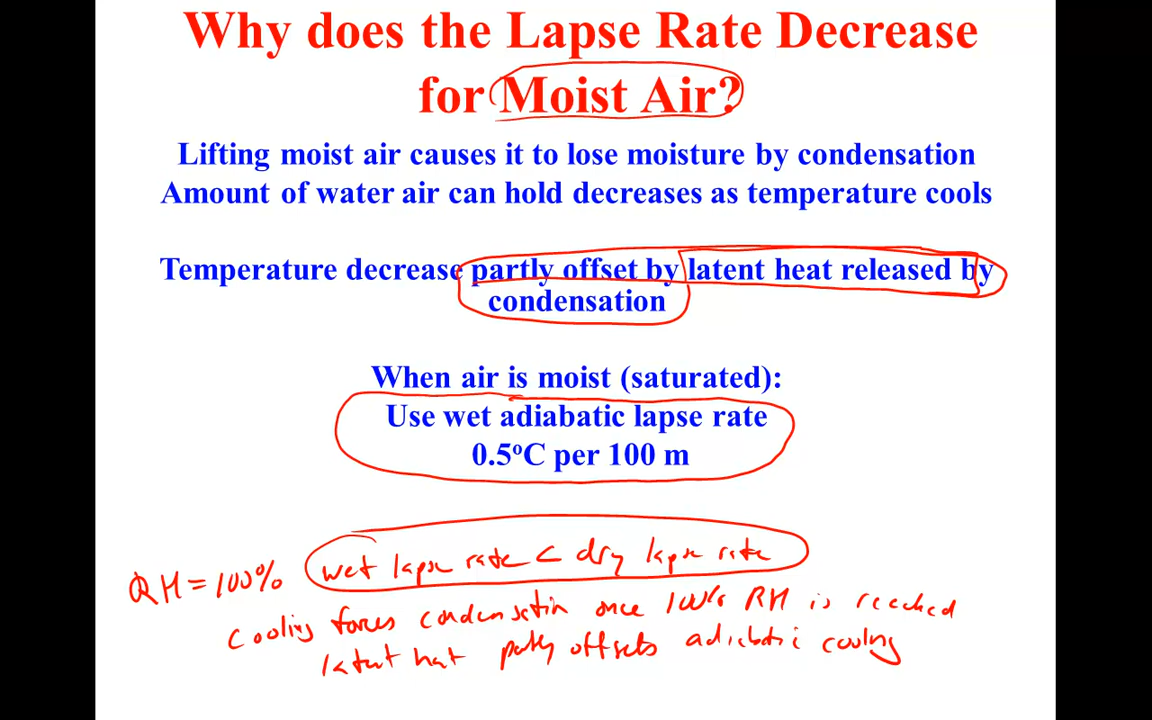 Why does the Lapse Rate Decrease
for Moist Air?
Lifting moist air causes it to lose moisture by condensation
Amount of water air can hold decreases as temperature cools
Temperature decrease partly offset by latent heat released by
condensation
When air is moist (saturated):
Use wet adiabatic lapse rate
0.5ºC per 100 m
RH = 100% wet lapse rate < dry lapse rate
cooling forces condensation once 100% RH is reached
latent heat partly offsets adiabatic cooling